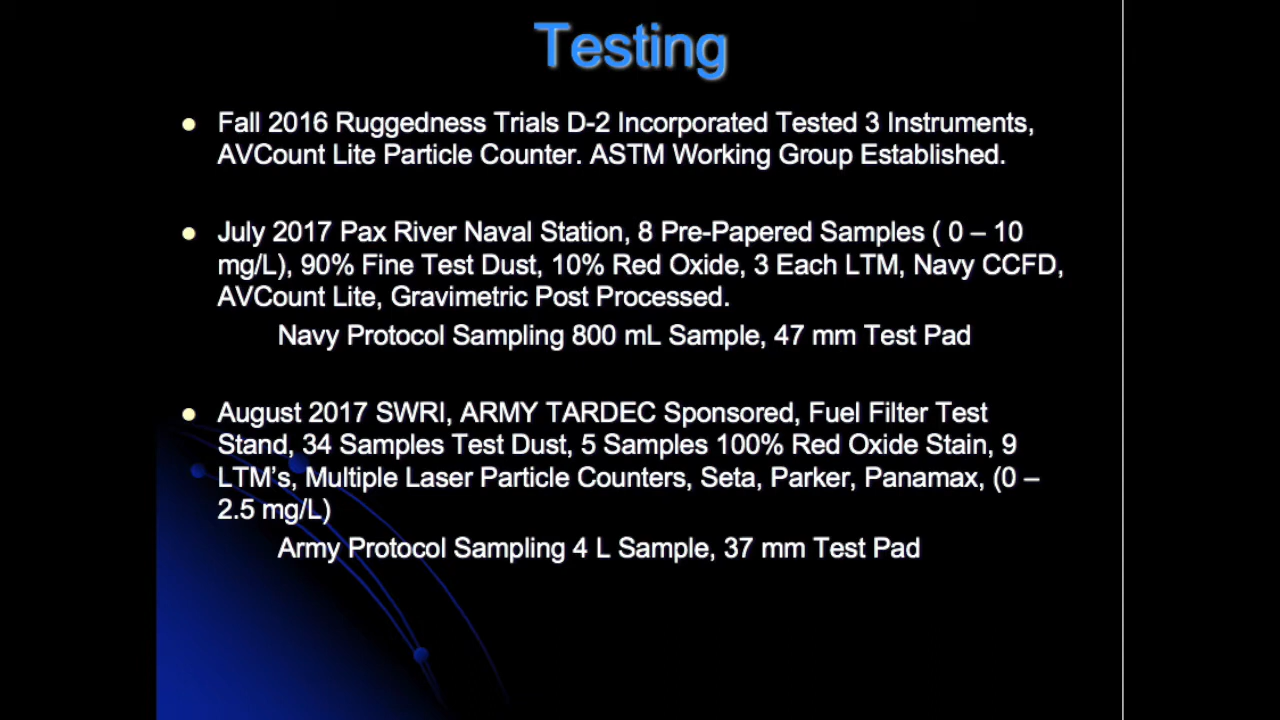 Testing
Fall 2016 Ruggedness Trials D-2 Incorporated Tested 3 Instruments,
AVCount Lite Particle Counter. ASTM Working Group Established.
July 2017 Pax River Naval Station, 8 Pre-Papered Samples ( 0 – 10
mg/L), 90% Fine Test Dust, 10% Red Oxide, 3 Each LTM, Navy CCFD,
AVCount Lite, Gravimetric Post Processed.
Navy Protocol Sampling 800 mL Sample, 47 mm Test Pad
August 2017 SWRI, ARMY TARDEC Sponsored, Fuel Filter Test
Stand, 34 Samples Test Dust, 5 Samples 100% Red Oxide Stain, 9
LTM’s, Multiple Laser Particle Counters, Seta, Parker, Panamax, (0 –
2.5 mg/L)
Army Protocol Sampling 4 L Sample, 37 mm Test Pad